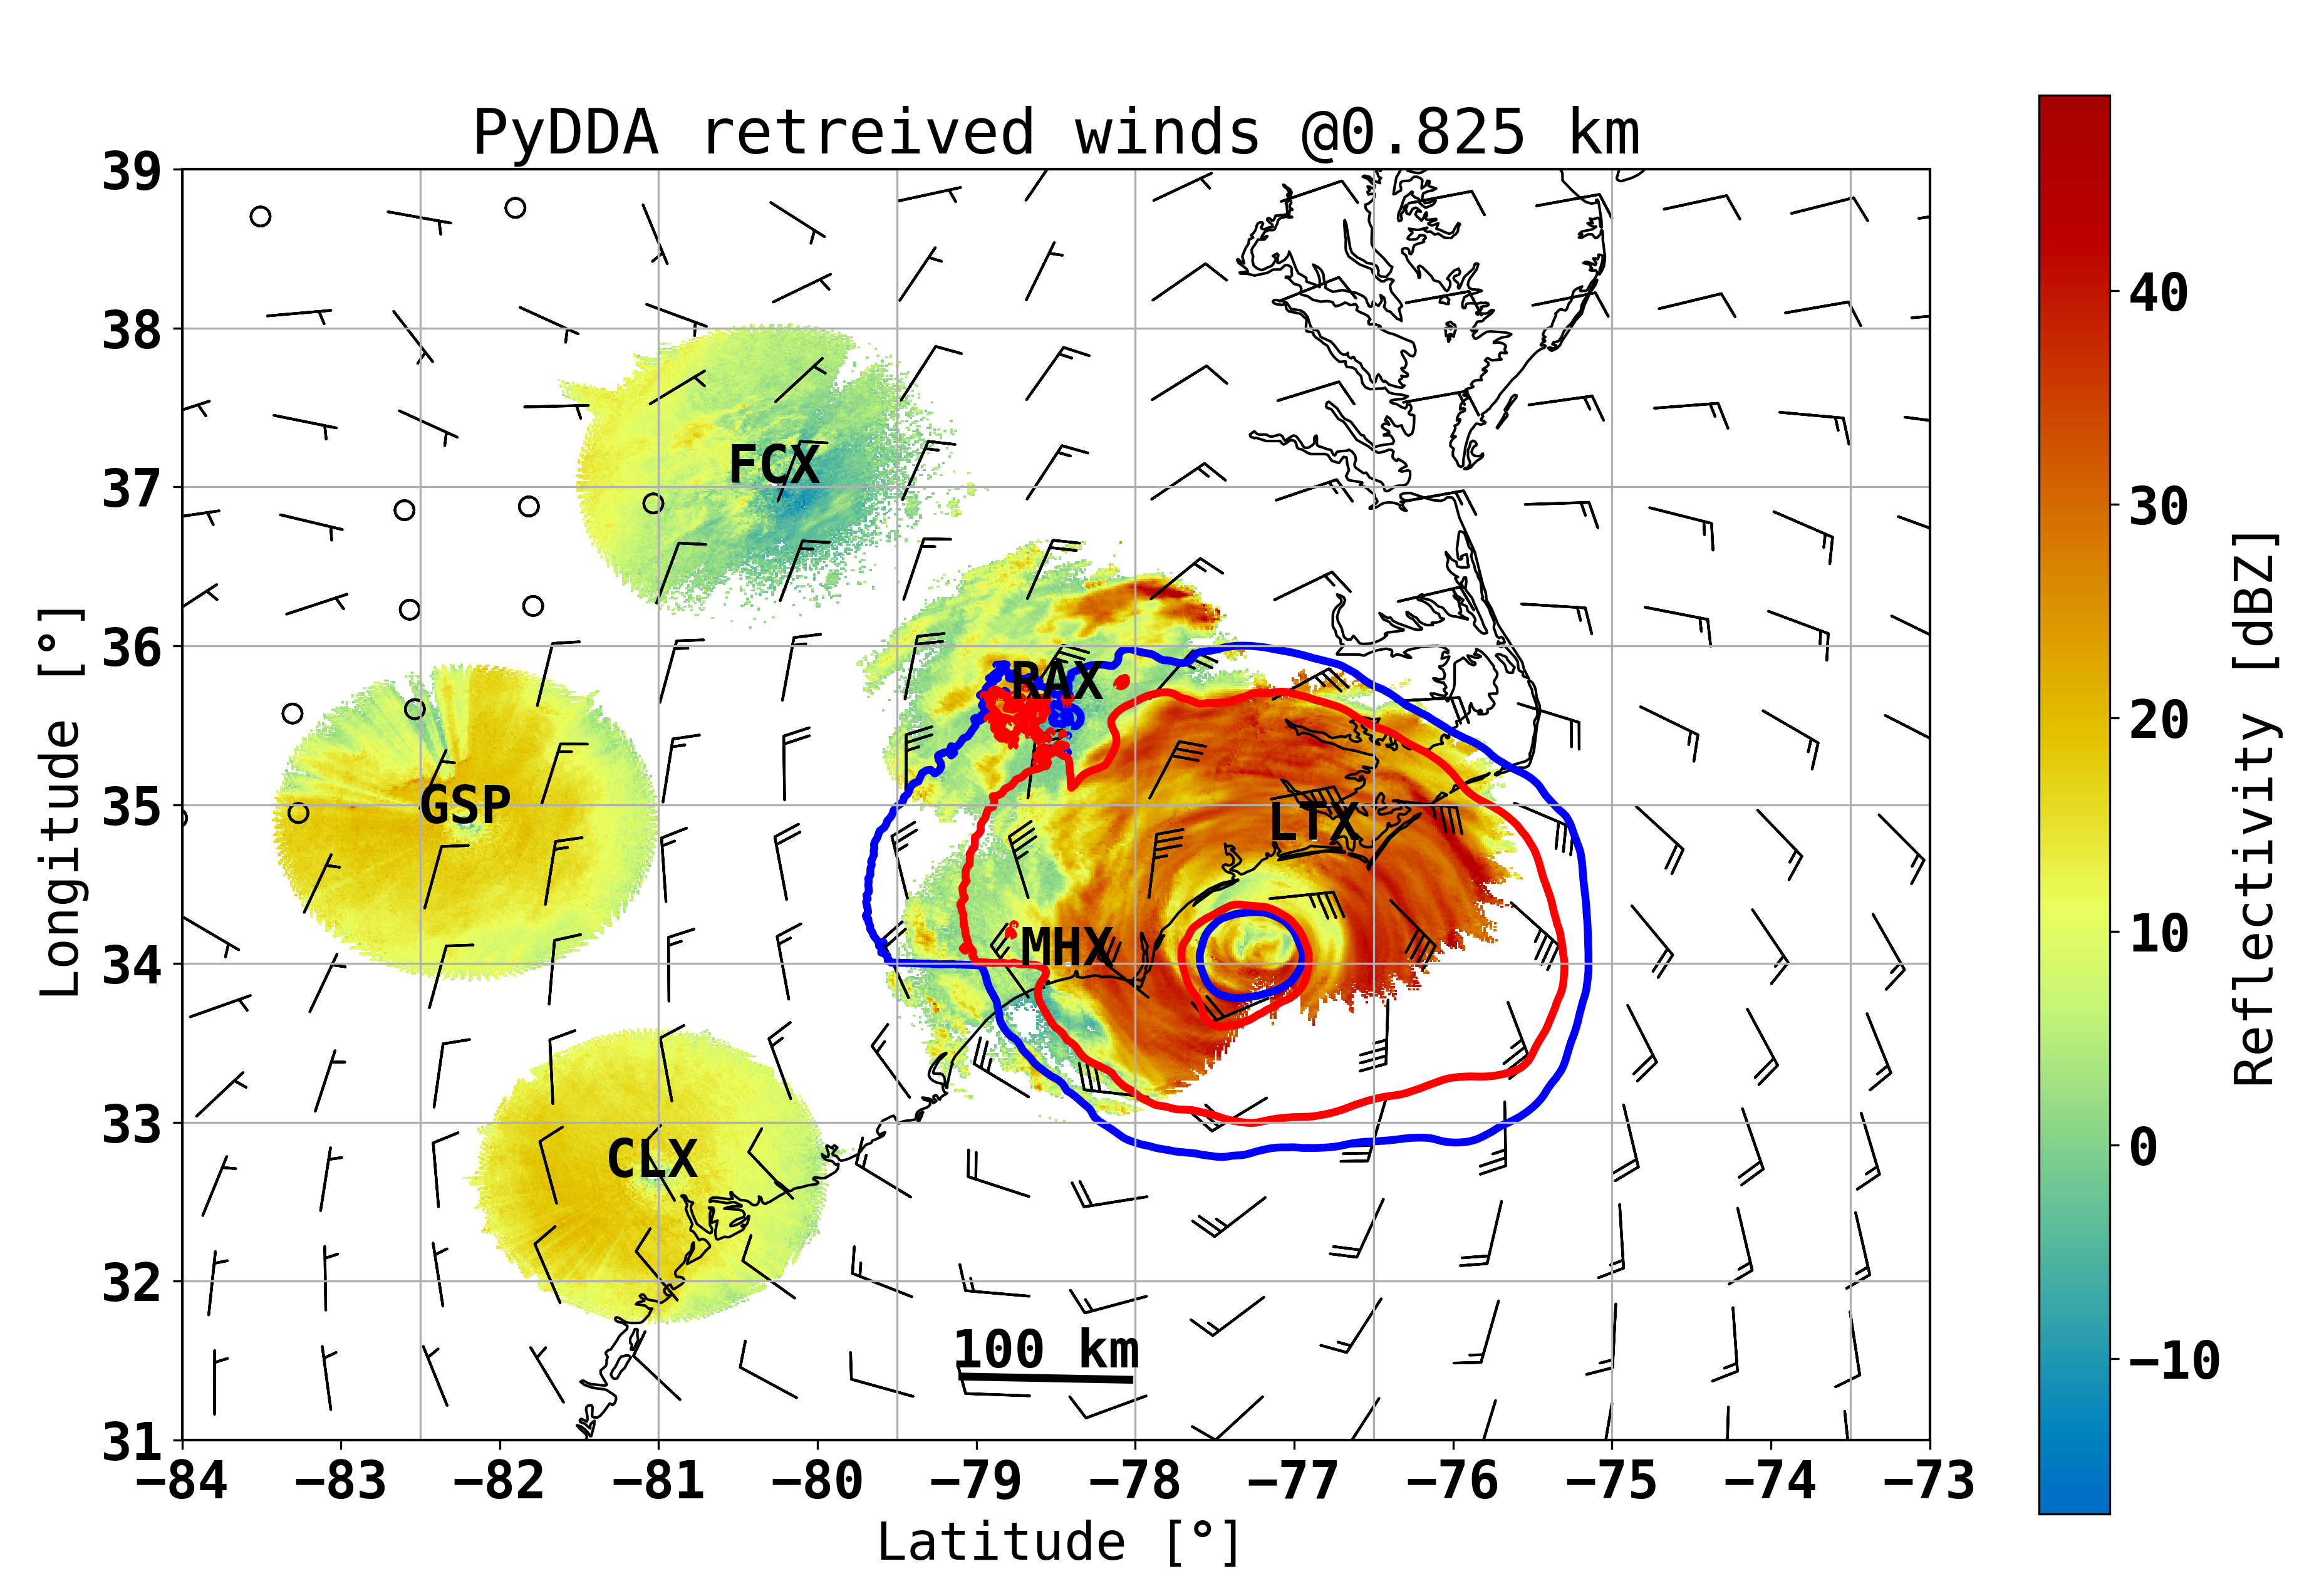 PyDDA retreived winds @0.825 km
39
38
37
36
35
34
33
32
31
Longitude [°]
FCX
RAX
GSP
LTX
MHX
CLX
100 km
−84
−83
−82
−81
−80
−79
−78
−77
−76
−75
−74
−73
Latitude [°]
40
30
20
10
0
−10
Reflectivity [dBZ]